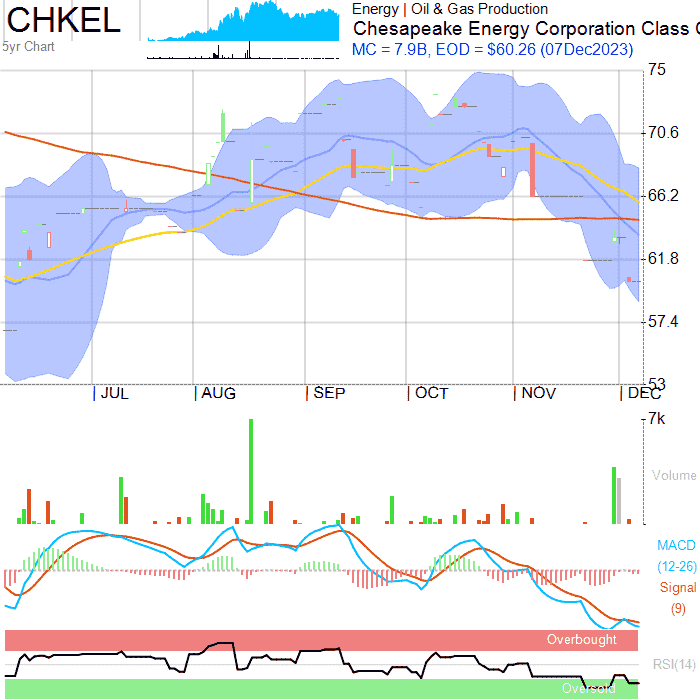 CHKEL
5yr Chart
Energy | Oil & Gas Production
Chesapeake Energy Corporation Class
MC = 7.9B, EOD = $60.26 (07Dec2023)
75
70.6
66.2
61.8
57.4
53
JUL
AUG
SEP
OCT
NOV
DEC
7k
Volume
MACD
(12-26)
Signal
(9)
Overbought
RSI(14)
Oversold